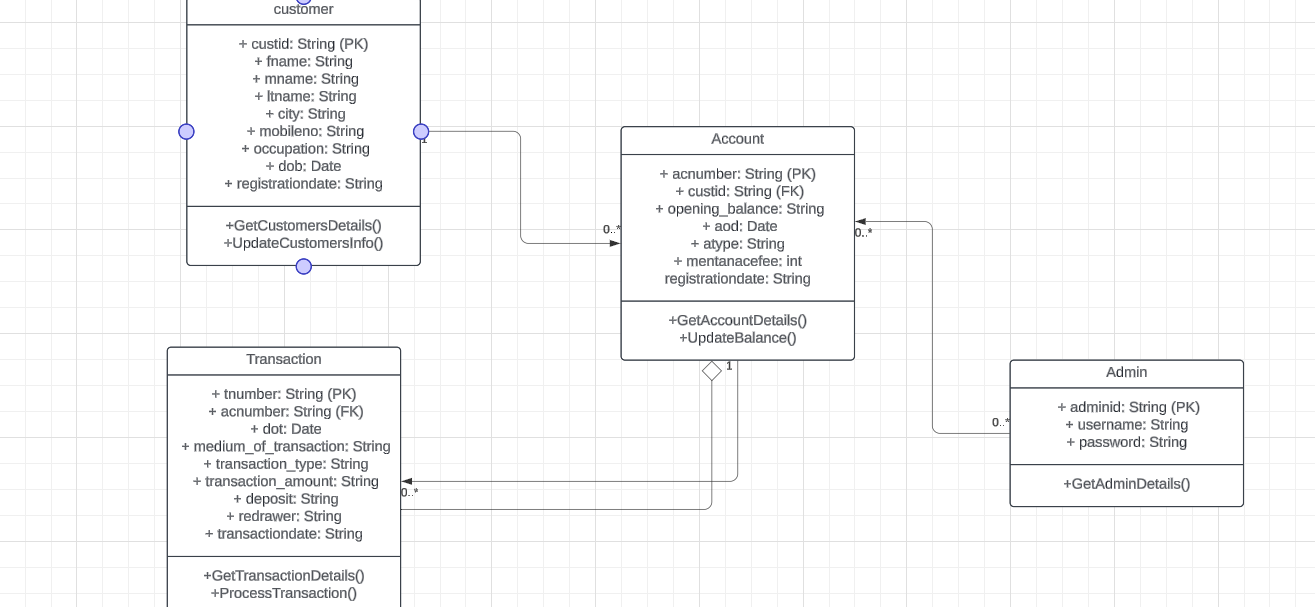 customer
+ custid: String (PK)
+ fname: String
+ mname: String
+ ltname: String
+ city: String
+ mobileno: String
+ occupation: String
+ dob: Date
+ registrationdate: String
+GetCustomersDetails()
+UpdateCustomersInfo()
1
0..*
Account
+ acnumber: String (PK)
+ custid: String (FK)
+ opening_balance: String
+ aod: Date
+ atype: String
+ mentanacefee: int
registrationdate: String
+GetAccountDetails()
+UpdateBalance()
0..*
1
Transaction
+ tnumber: String (PK)
+ acnumber: String (FK)
+ dot: Date
+ medium_of_transaction: String
+ transaction_type: String
+ transaction_amount: String
+ deposit: String
+ redrawer: String
+ transactiondate: String
+GetTransactionDetails()
+ProcessTransaction()
0..*
Admin
+ adminid: String (PK)
+ username: String
+ password: String
+GetAdminDetails()
0..*